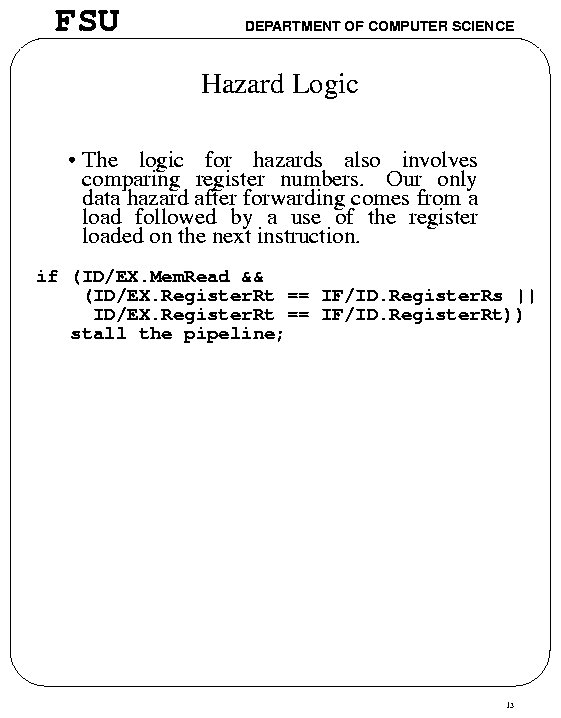 FSU DEPARTMENT OF COMPUTER SCIENCE
Hazard Logic
• The logic for hazards also involves
comparing register numbers. Our only
data hazard after forwarding comes from a
load followed by a use of the register
loaded on the next instruction.
if (ID/EX.MemRead &&
(ID/EX.RegisterRt == IF/ID.RegisterRs ||
ID/EX.RegisterRt == IF/ID.RegisterRt))
stall the pipeline;